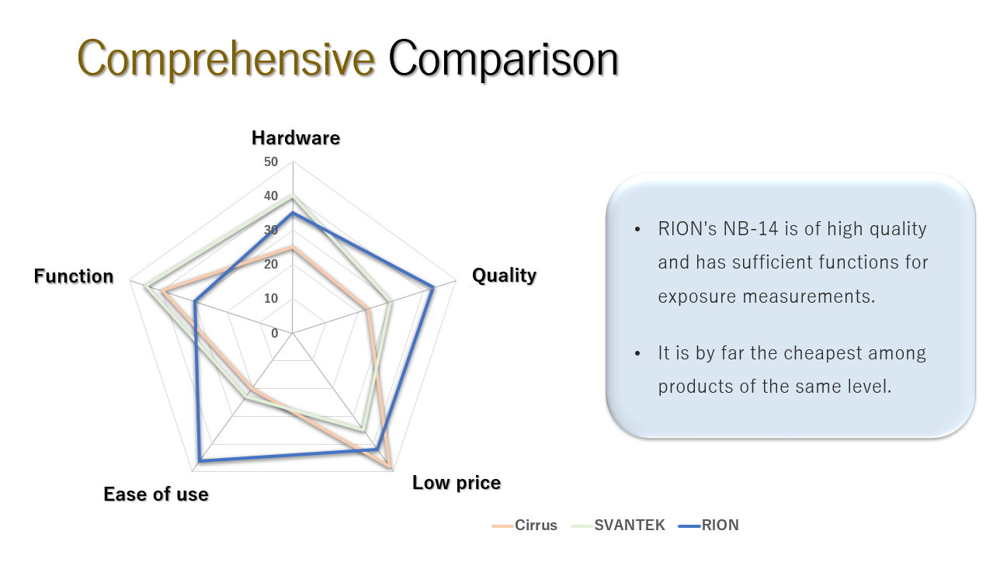 Comprehensive Comparison
Hardware
50
40
30
20
10
0
Function
Quality
Ease of use
Low price
Cirrus SVANTEK RION
• RION's NB-14 is of high quality
and has sufficient functions for
exposure measurements.
• It is by far the cheapest among
products of the same level.